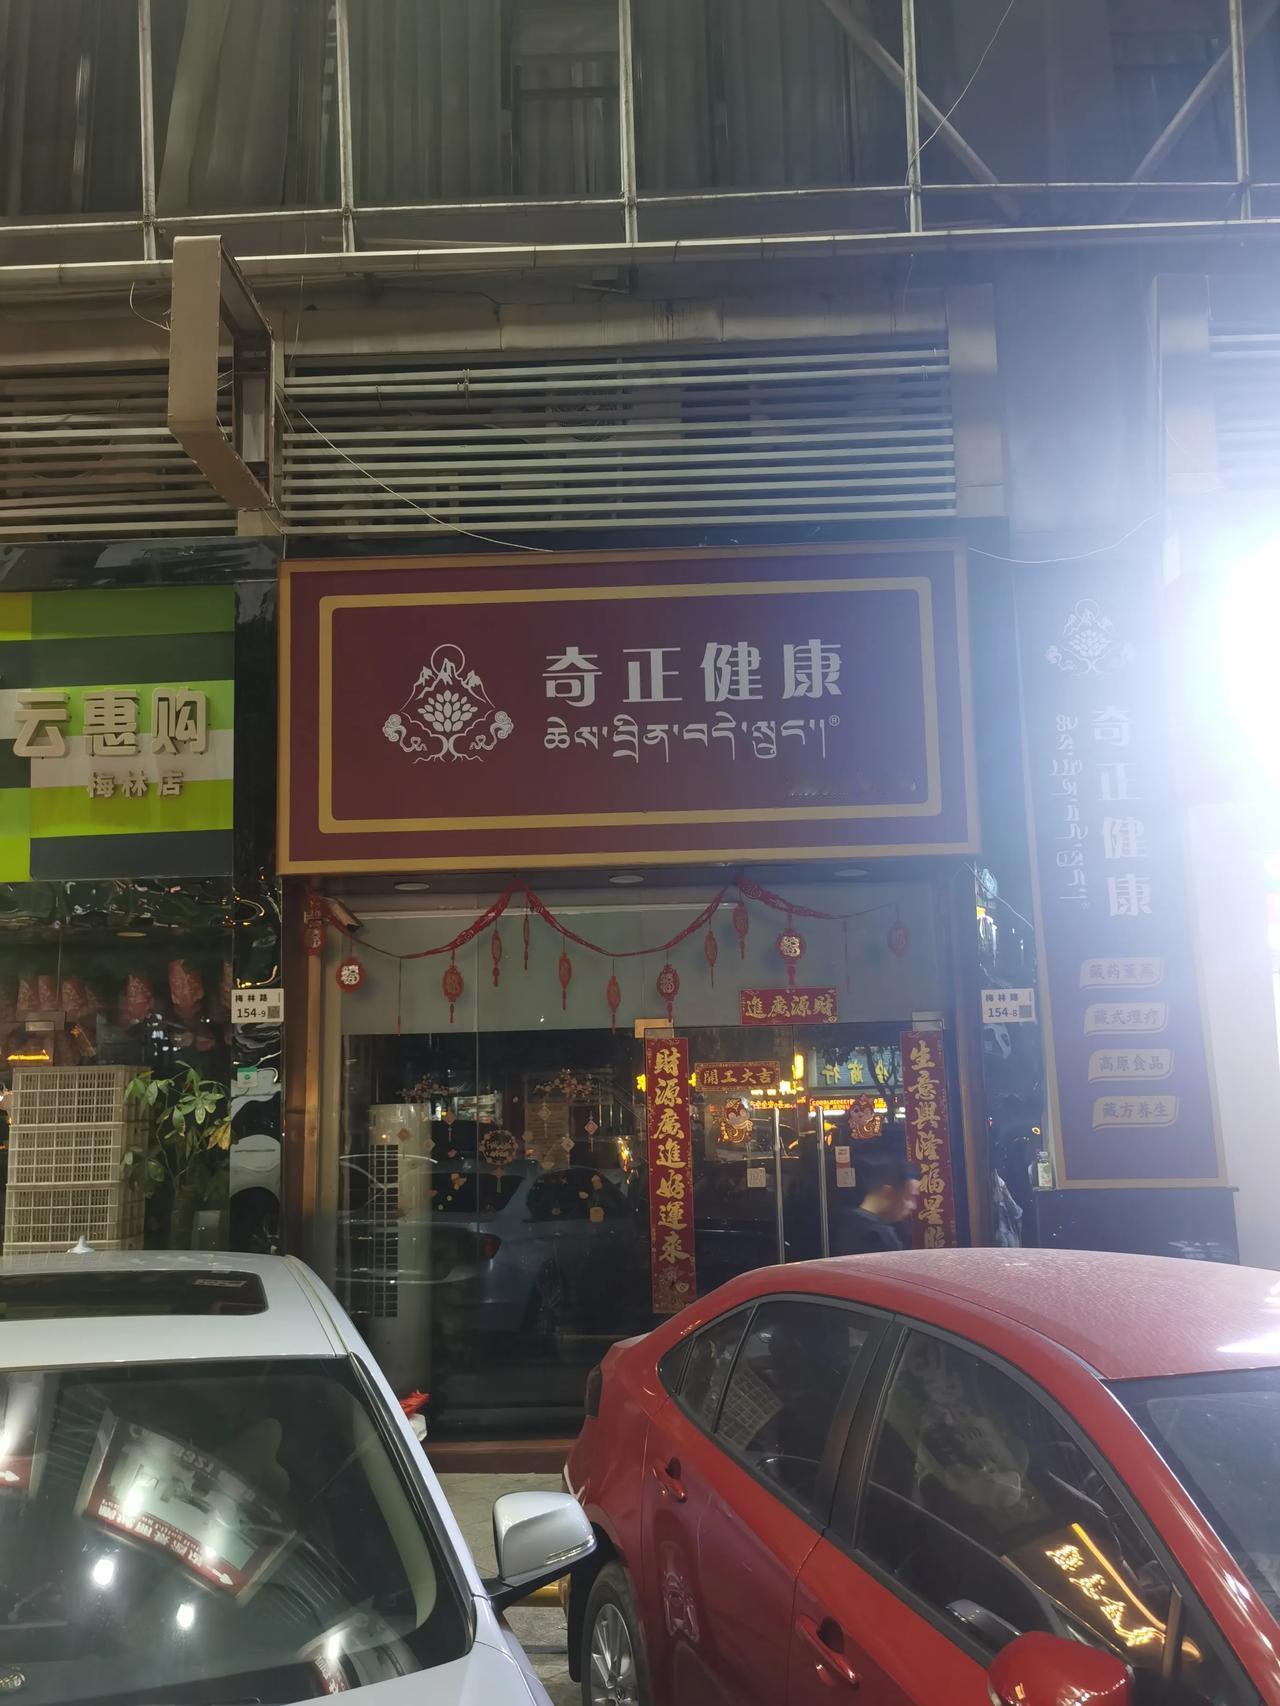 云惠购
梅林店
奇正健康
ཆེས་དྲིན་བདེ་སྲུང་།®
奇正健康
藏药熏蒸
藏式理疗
高原食品
藏方养生
梅林路
154-9
梅林路
154-8
進廣源財
開工大吉
財源廣進好運來
生意興隆福星臨
福
福